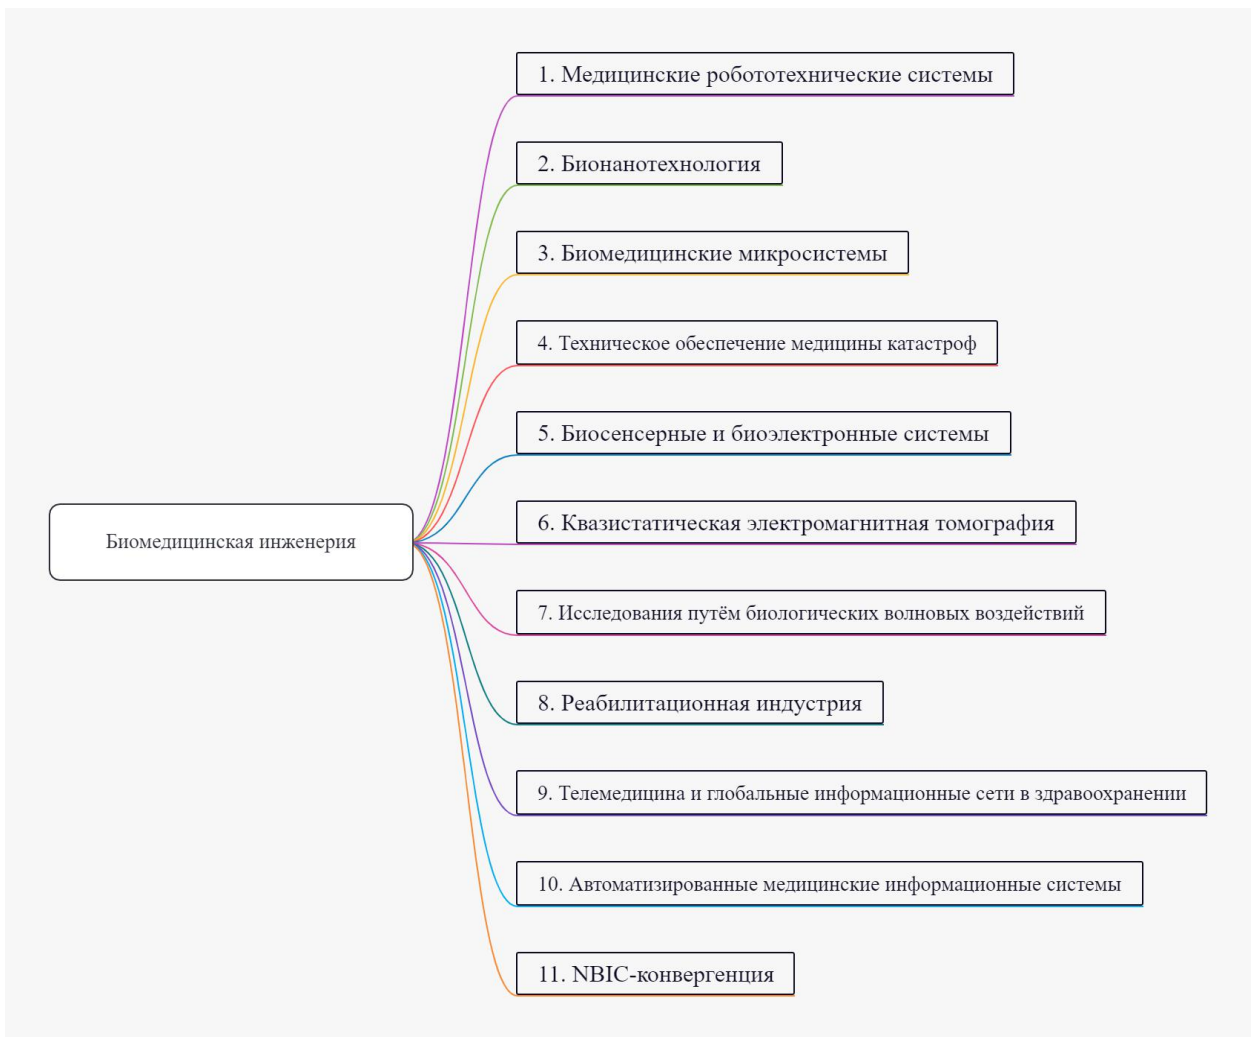 1. Медицинские робототехнические системы
2. Бионанотехнология
3. Биомедицинские микросистемы
4. Техническое обеспечение медицины катастроф
5. Биосенсерные и биоэлектронные системы
Биомедицинская инженерия
6. Квазистатическая электромагнитная томография
7. Исследования путём биологических волновых воздействий
8. Реабилитационная индустрия
9. Телемедицина и глобальные информационные сети в здравоохранении
10. Автоматизированные медицинские информационные системы
11. NBIC-конвергенция